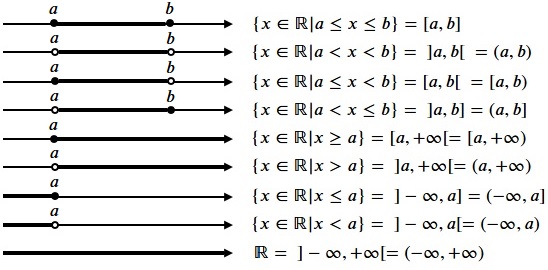 a b {x ∈ ℝ|a ≤ x ≤ b} = [a, b]
a b {x ∈ ℝ|a < x < b} = ]a, b[ = (a, b)
a b {x ∈ ℝ|a ≤ x < b} = [a, b[ = [a, b)
a b {x ∈ ℝ|a < x ≤ b} = ]a, b] = (a, b]
a {x ∈ ℝ|x ≥ a} = [a, +∞[= [a, +∞)
a {x ∈ ℝ|x > a} = ]a, +∞[= (a, +∞)
a {x ∈ ℝ|x ≤ a} = ] − ∞, a] = (−∞, a]
a {x ∈ ℝ|x < a} = ] − ∞, a[= (−∞, a)
ℝ = ] − ∞, +∞[= (−∞, +∞)